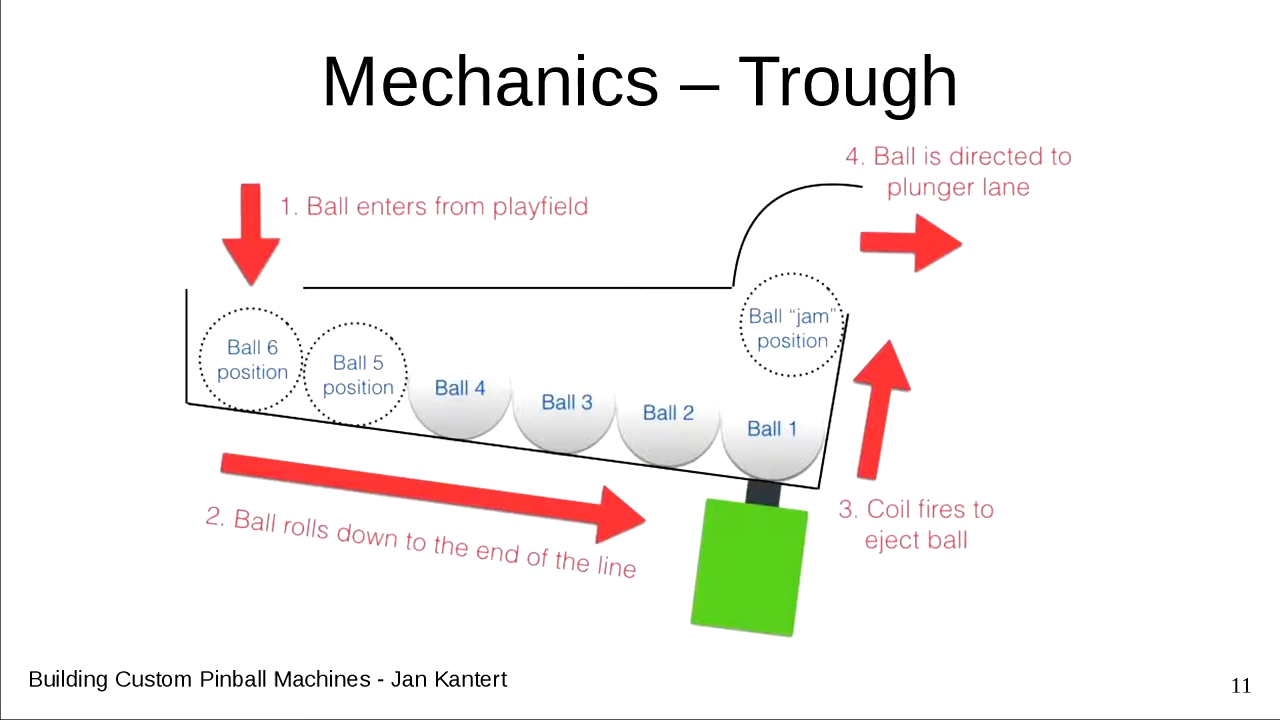 Mechanics – Trough
4. Ball is directed to
plunger lane
1. Ball enters from playfield
Ball “jam”
position
Ball 6
position
Ball 5
position
Ball 4
Ball 3
Ball 2
Ball 1
2. Ball rolls down to the end of the line
3. Coil fires to
eject ball
Building Custom Pinball Machines - Jan Kantert
11